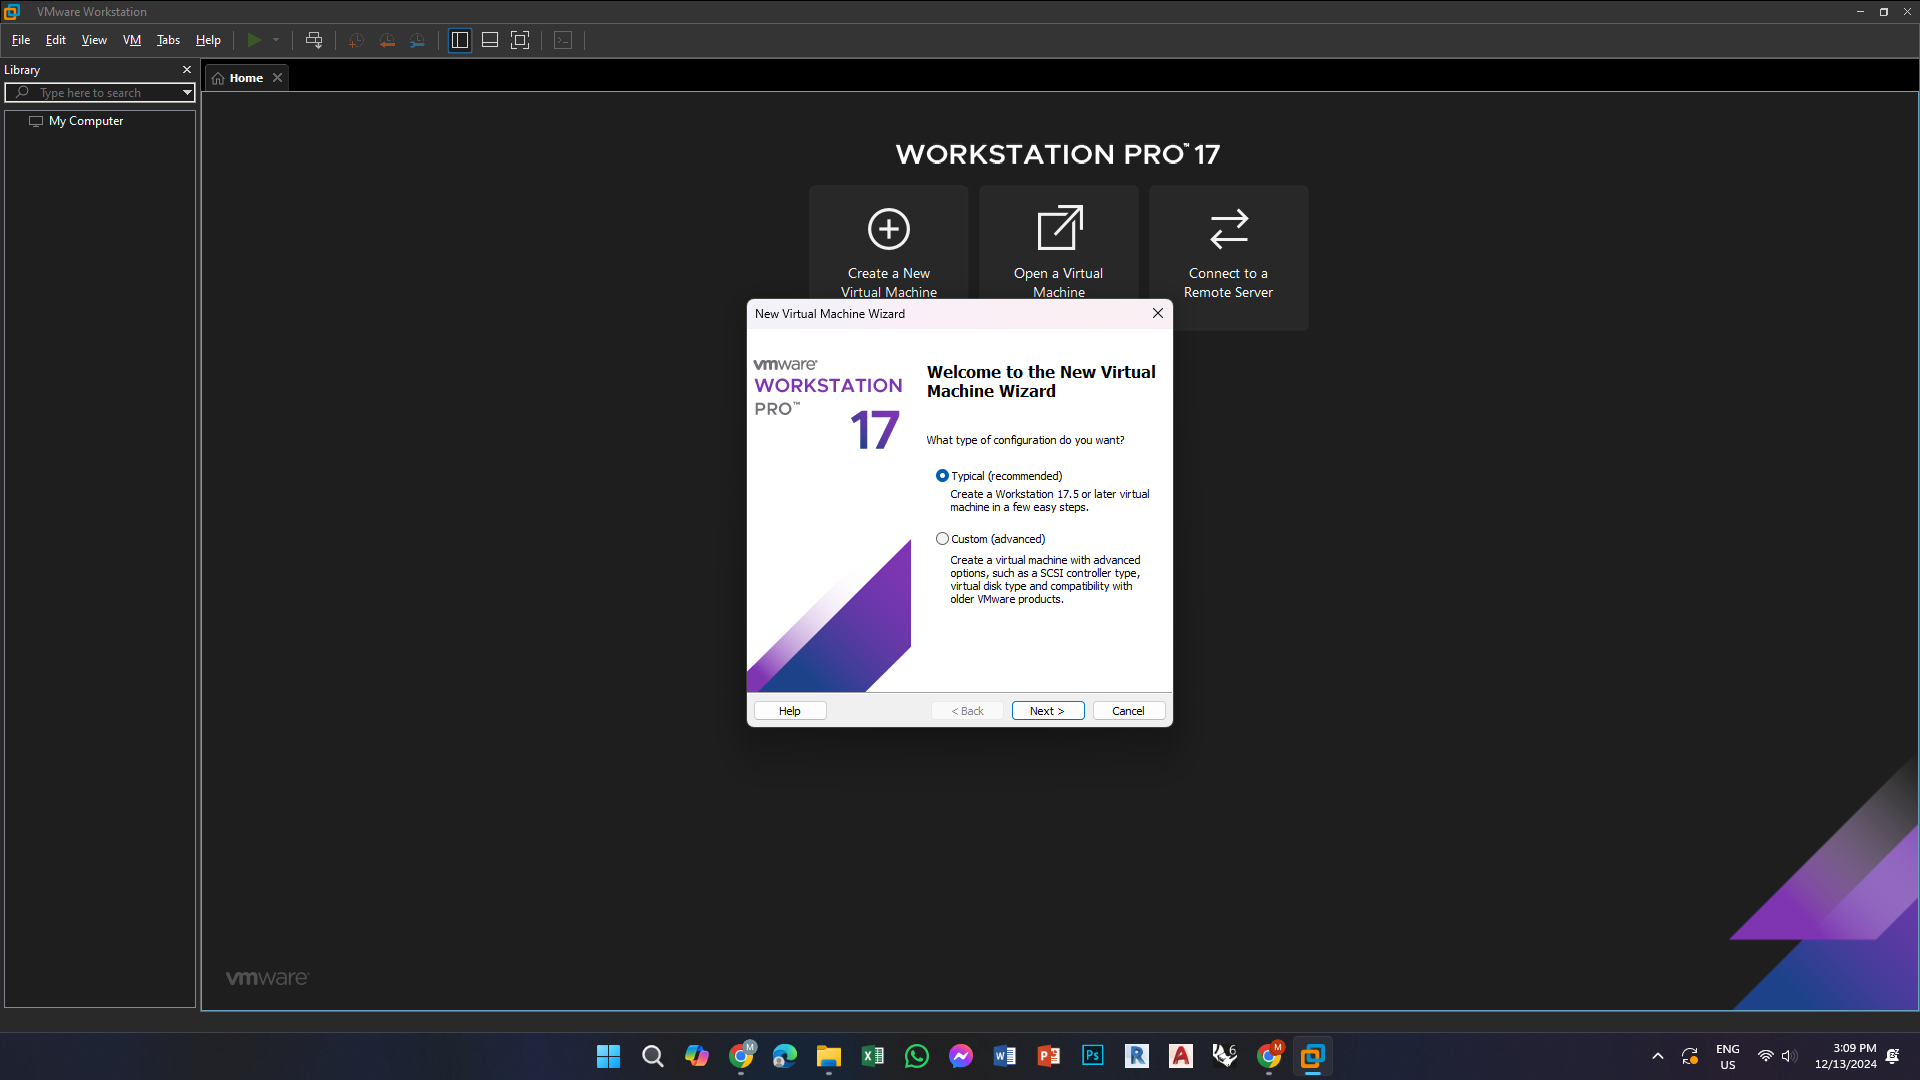 VMware Workstation
File Edit View VM Tabs Help
Library
Type here to search
My Computer
Home
WORKSTATION PRO™ 17
Create a New
Virtual Machine
Open a Virtual
Machine
Connect to a
Remote Server
New Virtual Machine Wizard
vmware®
WORKSTATION
PRO™
17
Welcome to the New Virtual
Machine Wizard
What type of configuration do you want?
Typical (recommended)
Create a Workstation 17.5 or later virtual
machine in a few easy steps.
Custom (advanced)
Create a virtual machine with advanced
options, such as a SCSI controller type,
virtual disk type and compatibility with
older VMware products.
Help < Back Next > Cancel
vmware®
M
Ps
R
A
6
M
ENG
US
3:09 PM
12/13/2024